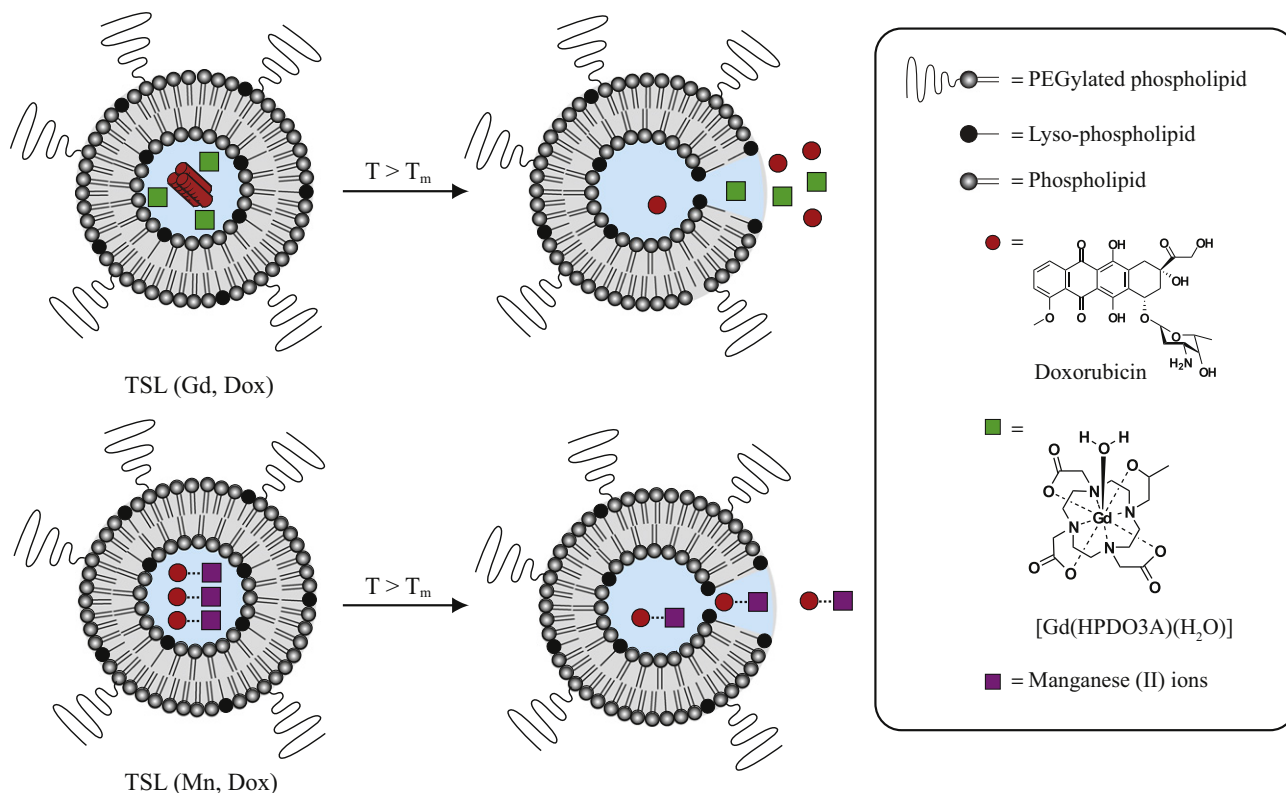 T > Tm
TSL (Gd, Dox)
T > Tm
TSL (Mn, Dox)
= PEGylated phospholipid
= Lyso-phospholipid
= Phospholipid
=
O
OH
O
OH
OH
O
O
OH
O
O
H2N
OH
Doxorubicin
=
H
O
H
O
O
O
N
N
Gd
N
N
O
O
O
O
[Gd(HPDO3A)(H2O)]
= Manganese (II) ions